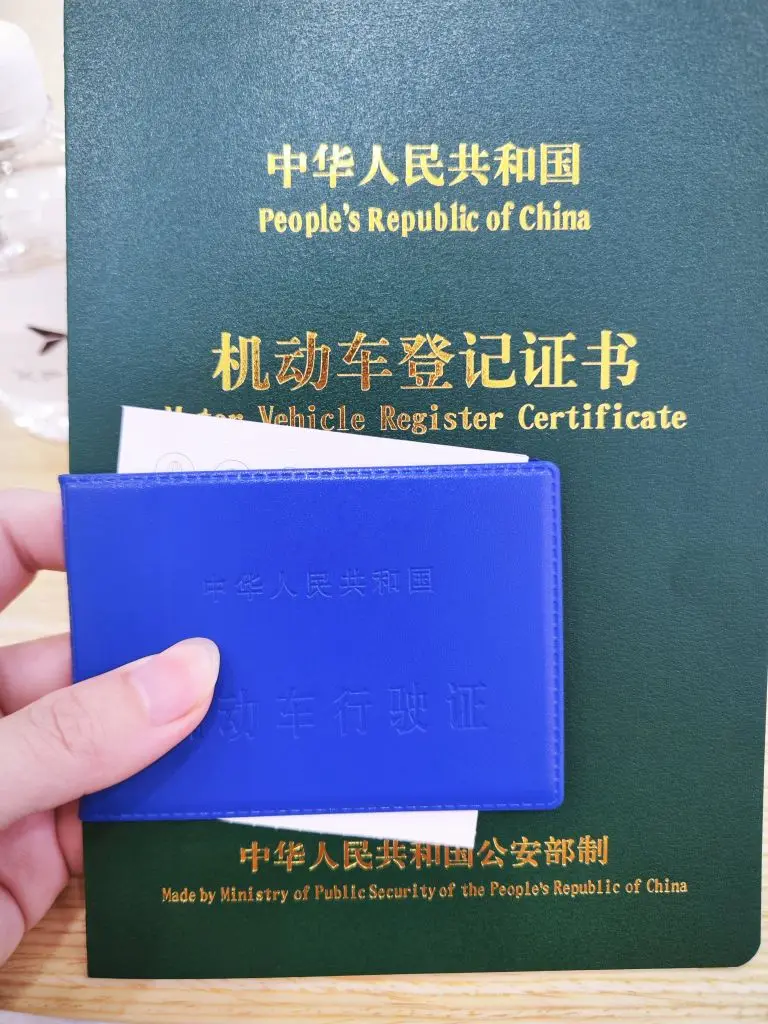 中华人民共和国
People's Republic of China
机动车登记证书
Motor Vehicle Register Certificate
中华人民共和国
动车行驶证
中华人民共和国公安部制
Made by Ministry of Public Security of the People's Republic of China